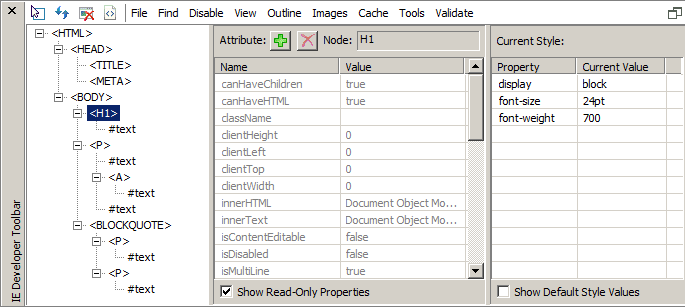 File Find Disable View Outline Images Cache Tools Validate
<HTML>
<HEAD>
<TITLE>
<META>
<BODY>
<H1>
#text
<P>
#text
<A>
#text
#text
<BLOCKQUOTE>
<P>
#text
<P>
#text
Attribute: Node: H1
Name Value
canHaveChildren true
canHaveHTML true
className
clientHeight 0
clientLeft 0
clientTop 0
clientWidth 0
innerHTML Document Object Mo...
innerText Document Object Mo...
isContentEditable false
isDisabled false
isMultiLine true
Show Read-Only Properties
Current Style:
Property Current Value
display block
font-size 24pt
font-weight 700
Show Default Style Values
IE Developer Toolbar